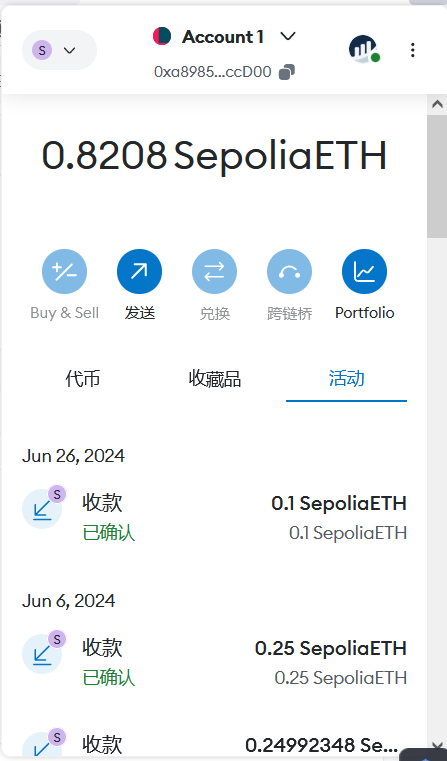 S
Account 1
0xa8985...ccD00
0.8208 SepoliaETH
Buy & Sell
发送
兑换
跨链桥
Portfolio
代币
收藏品
活动
Jun 26, 2024
S
收款
0.1 SepoliaETH
已确认
0.1 SepoliaETH
Jun 6, 2024
S
收款
0.25 SepoliaETH
已确认
0.25 SepoliaETH
S
收款
0.24992348 Se...